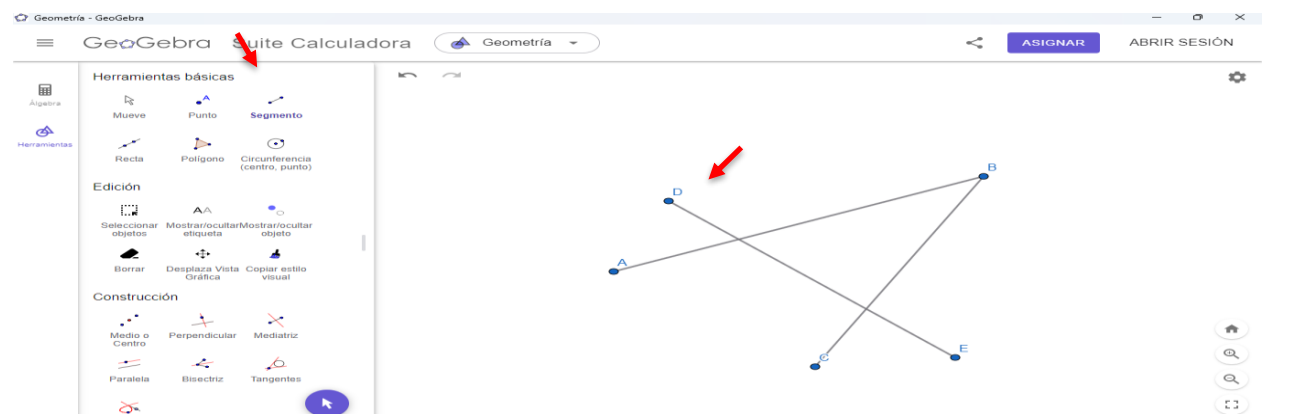 Geometría - GeoGebra
GeoGebra Suite Calculadora Geometría ASIGNAR ABRIR SESIÓN
Álgebra
Herramientas
Herramientas básicas
Mueve Punto Segmento
Recta Polígono Circunferencia
(centro, punto)
Edición
Seleccionar objetos
AA
Mostrar/ocultar etiqueta
Mostrar/ocultar objeto
Borrar
Desplaza Vista Gráfica
Copiar estilo visual
Construcción
Medio o Centro
Perpendicular
Mediatriz
Paralela Bisectriz Tangentes
D
B
A
C
E